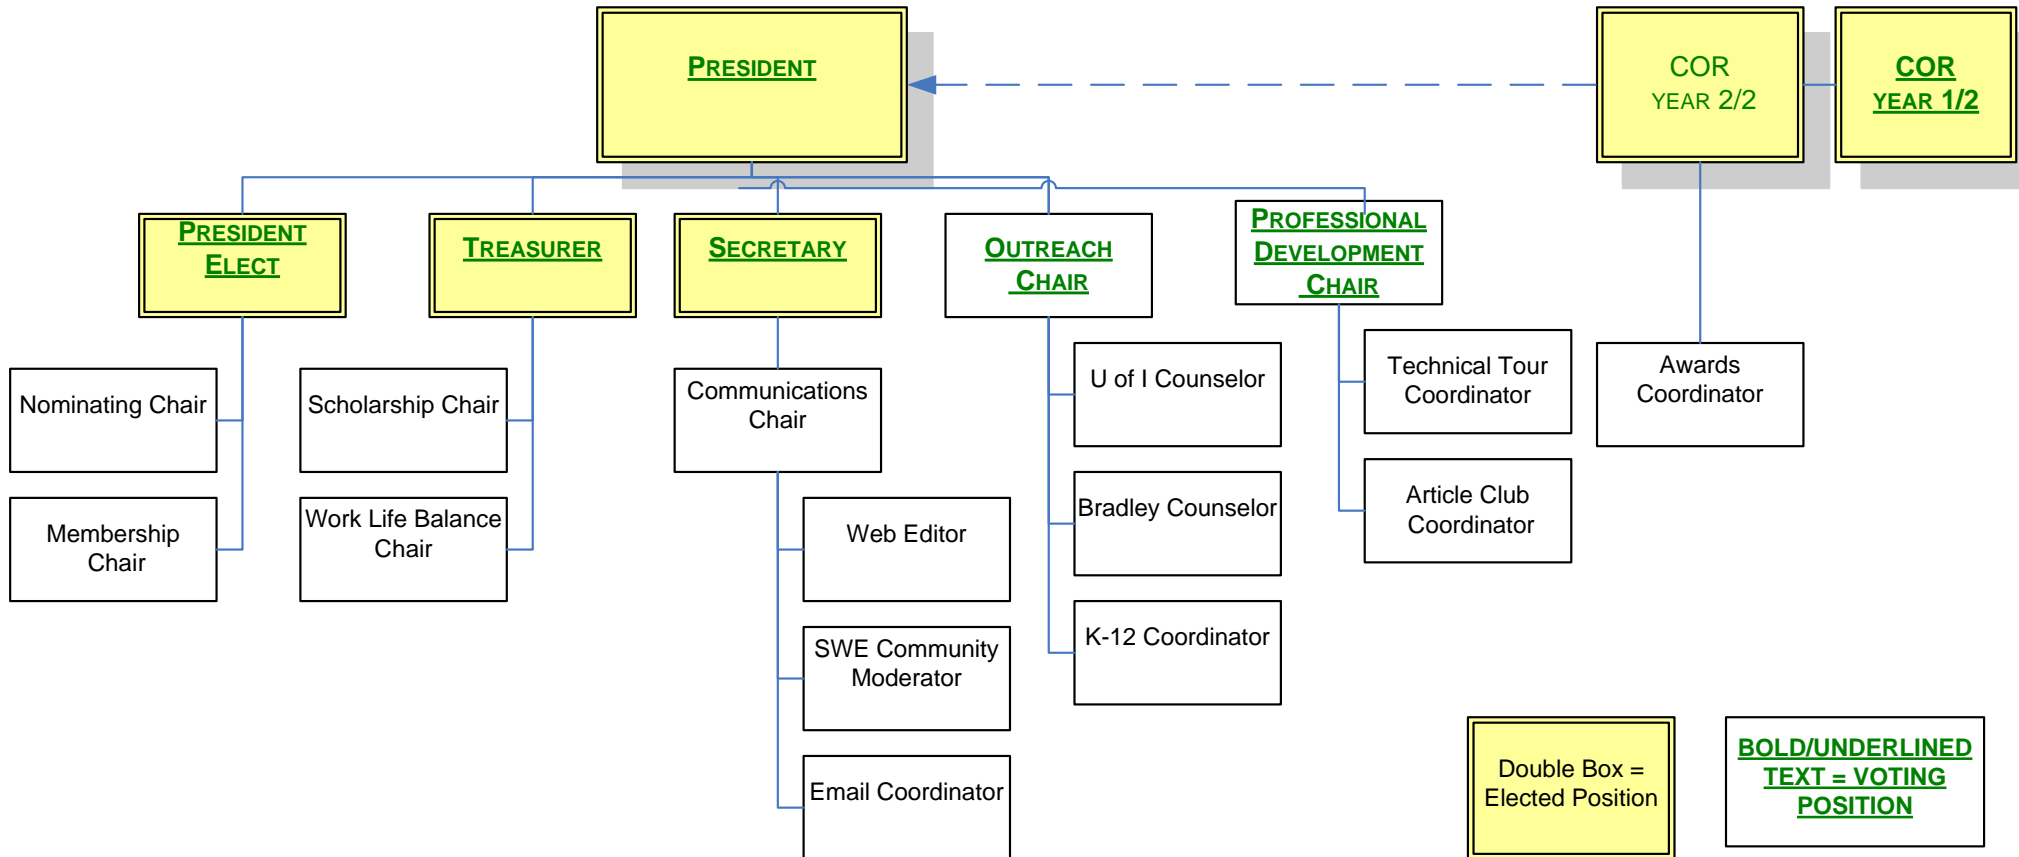 PRESIDENT
COR
YEAR 2/2
COR
YEAR 1/2
PRESIDENT
ELECT
TREASURER
SECRETARY
OUTREACH
CHAIR
PROFESSIONAL
DEVELOPMENT
CHAIR
Nominating Chair
Membership
Chair
Scholarship Chair
Work Life Balance
Chair
Communications
Chair
Web Editor
SWE Community
Moderator
Email Coordinator
U of I Counselor
Bradley Counselor
K-12 Coordinator
Technical Tour
Coordinator
Article Club
Coordinator
Awards
Coordinator
Double Box =
Elected Position
BOLD/UNDERLINED
TEXT = VOTING
POSITION